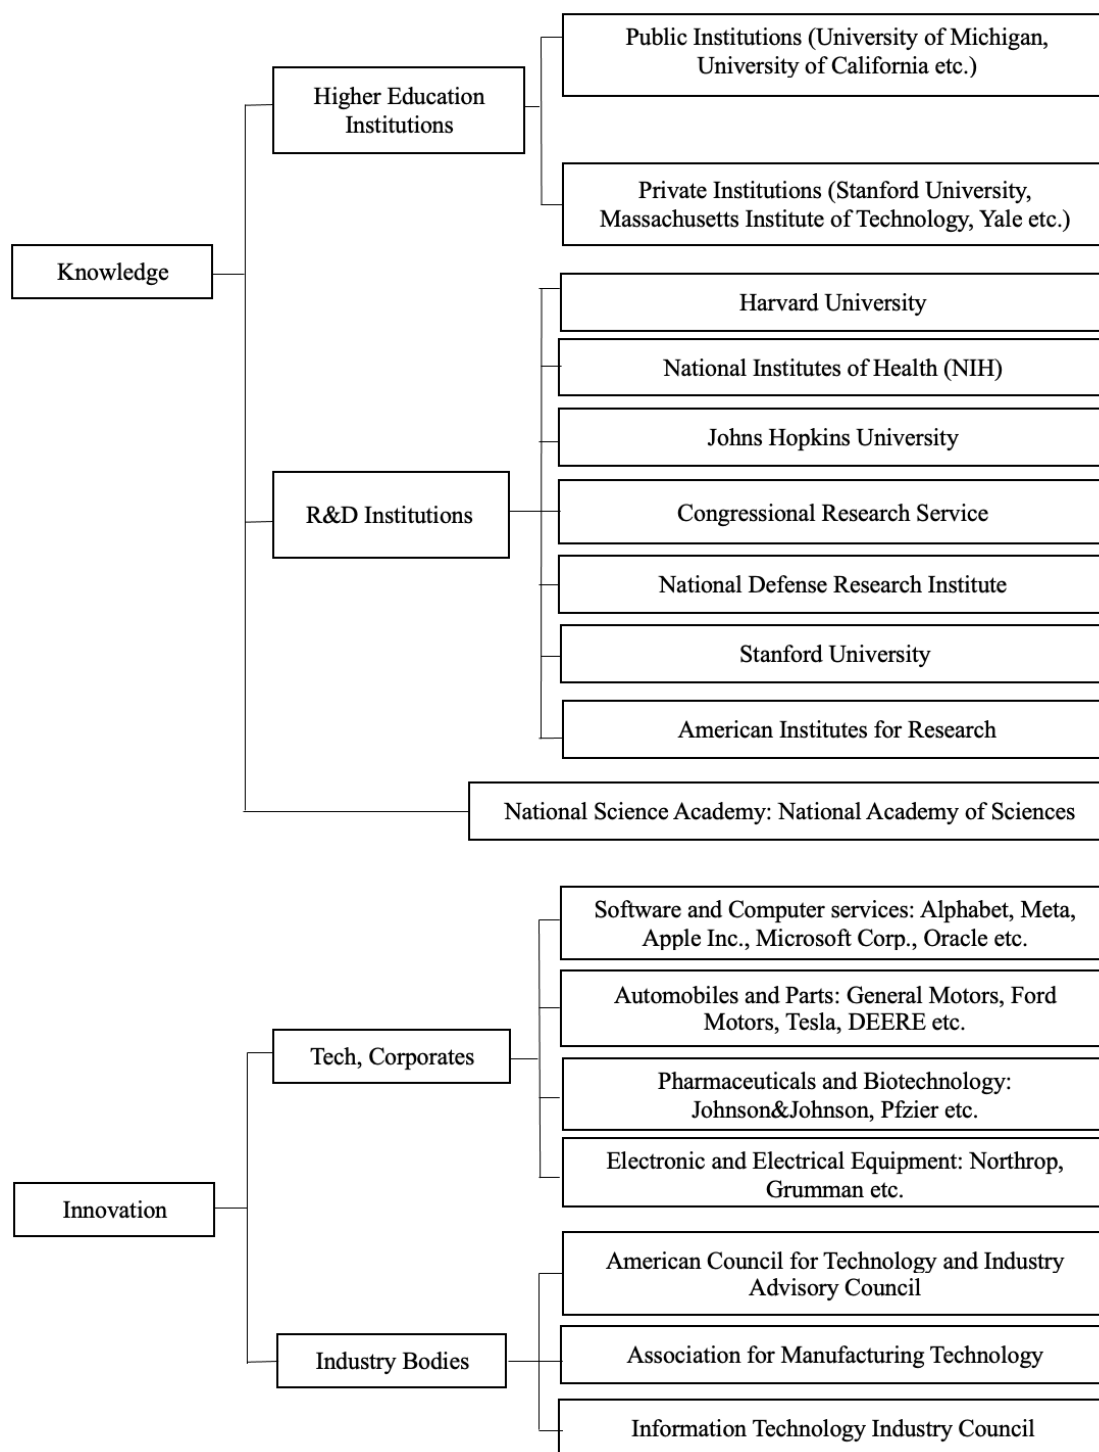 Public Institutions (University of Michigan,
University of California etc.)
Higher Education
Institutions
Private Institutions (Stanford University,
Massachusetts Institute of Technology, Yale etc.)
Knowledge
Harvard University
National Institutes of Health (NIH)
Johns Hopkins University
R&D Institutions
Congressional Research Service
National Defense Research Institute
Stanford University
American Institutes for Research
National Science Academy: National Academy of Sciences
Software and Computer services: Alphabet, Meta,
Apple Inc., Microsoft Corp., Oracle etc.
Automobiles and Parts: General Motors, Ford
Motors, Tesla, DEERE etc.
Tech, Corporates
Pharmaceuticals and Biotechnology:
Johnson&Johnson, Pfzier etc.
Electronic and Electrical Equipment: Northrop,
Grumman etc.
Innovation
American Council for Technology and Industry
Advisory Council
Industry Bodies
Association for Manufacturing Technology
Information Technology Industry Council